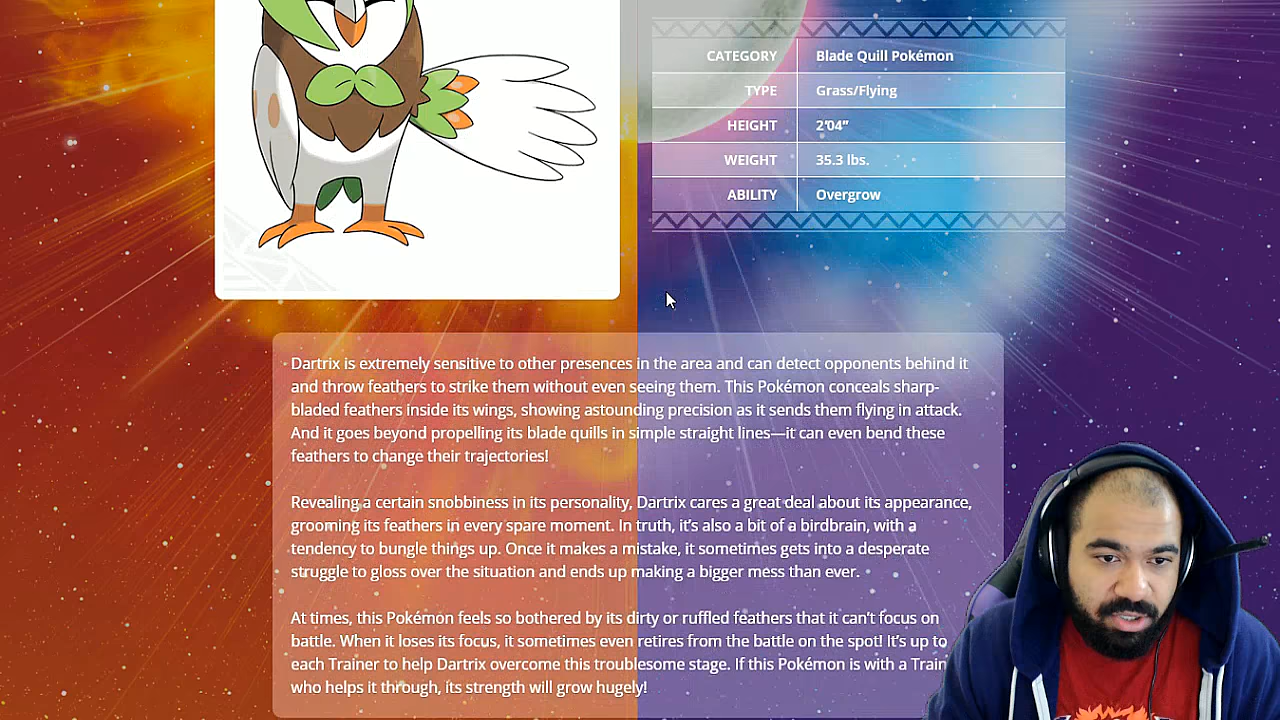 CATEGORY Blade Quill Pokémon
TYPE Grass/Flying
HEIGHT 2'04"
WEIGHT 35.3 lbs.
ABILITY Overgrow
Dartrix is extremely sensitive to other presences in the area and can detect opponents behind it
and throw feathers to strike them without even seeing them. This Pokémon conceals sharp-
bladed feathers inside its wings, showing astounding precision as it sends them flying in attack.
And it goes beyond propelling its blade quills in simple straight lines—it can even bend these
feathers to change their trajectories!
Revealing a certain snobbiness in its personality, Dartrix cares a great deal about its appearance,
grooming its feathers in every spare moment. In truth, it's also a bit of a birdbrain, with a
tendency to bungle things up. Once it makes a mistake, it sometimes gets into a desperate
struggle to gloss over the situation and ends up making a bigger mess than ever.
At times, this Pokémon feels so bothered by its dirty or ruffled feathers that it can't focus on
battle. When it loses its focus, it sometimes even retires from the battle on the spot! It's up to
each Trainer to help Dartrix overcome this troublesome stage. If this Pokémon is with a Train
who helps it through, its strength will grow hugely!